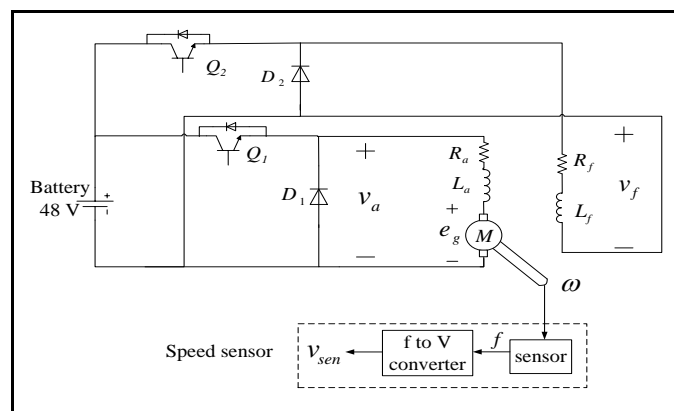 Q2
D2
Q1
Battery
48 V
+
-
D1
+
va
−
Ra
La
+
eg
−
M
Rf
Lf
+
vf
−
ω
Speed sensor
vsen
f to V
converter
f
sensor